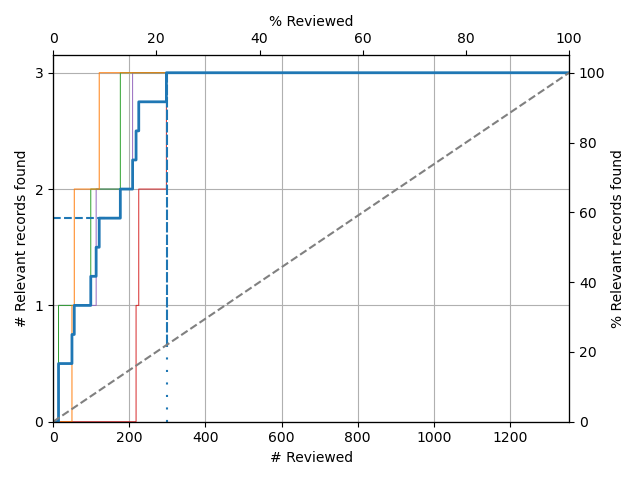 % Reviewed
0 20 40 60 80 100
3
2
1
0
# Relevant records found
100
80
60
40
20
0
% Relevant records found
0 200 400 600 800 1000 1200
# Reviewed